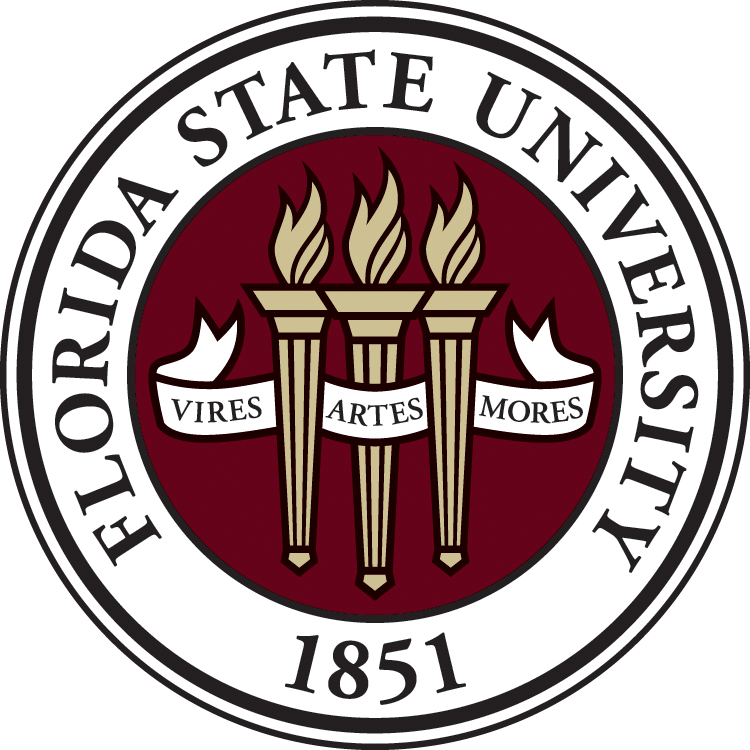 FLORIDA STATE UNIVERSITY
VIRES ARTES MORES
1851